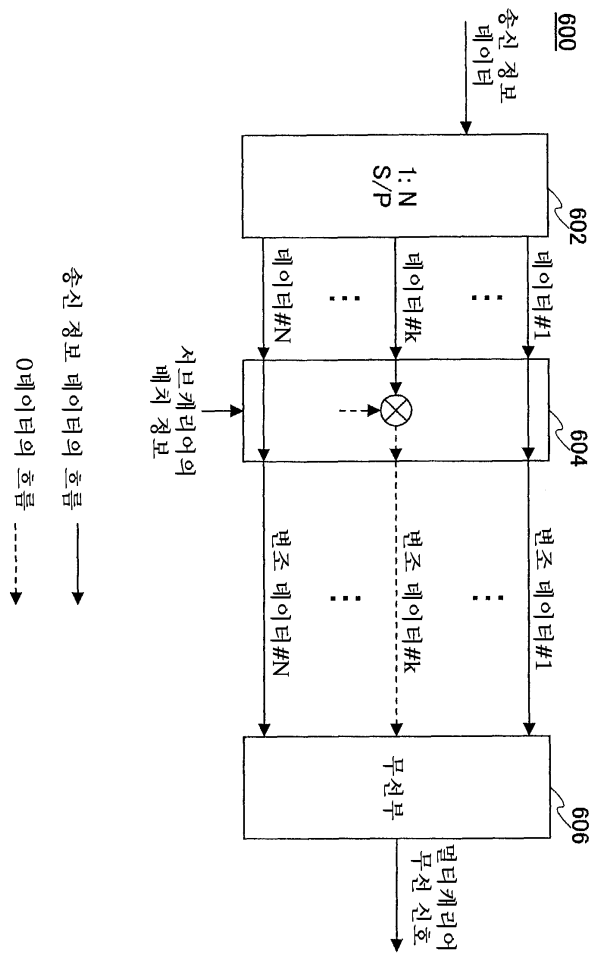 600
송신 정보
데이터
1: N
S/P
602
데이터#1
...
데이터#k
...
데이터#N
604
서브캐리어의
배치 정보
변조 데이터#1
...
변조 데이터#k
...
변조 데이터#N
무선부
606
멀티캐리어
무선 신호
송신 정보 데이터의 흐름
0데이터의 흐름